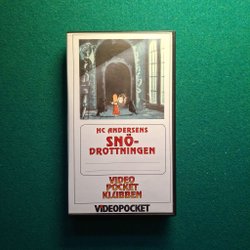 HC ANDERSENS
SNÖ-
DROTTNINGEN
VIDEO
POCKET
KLUBBEN
VIDEOPOCKET